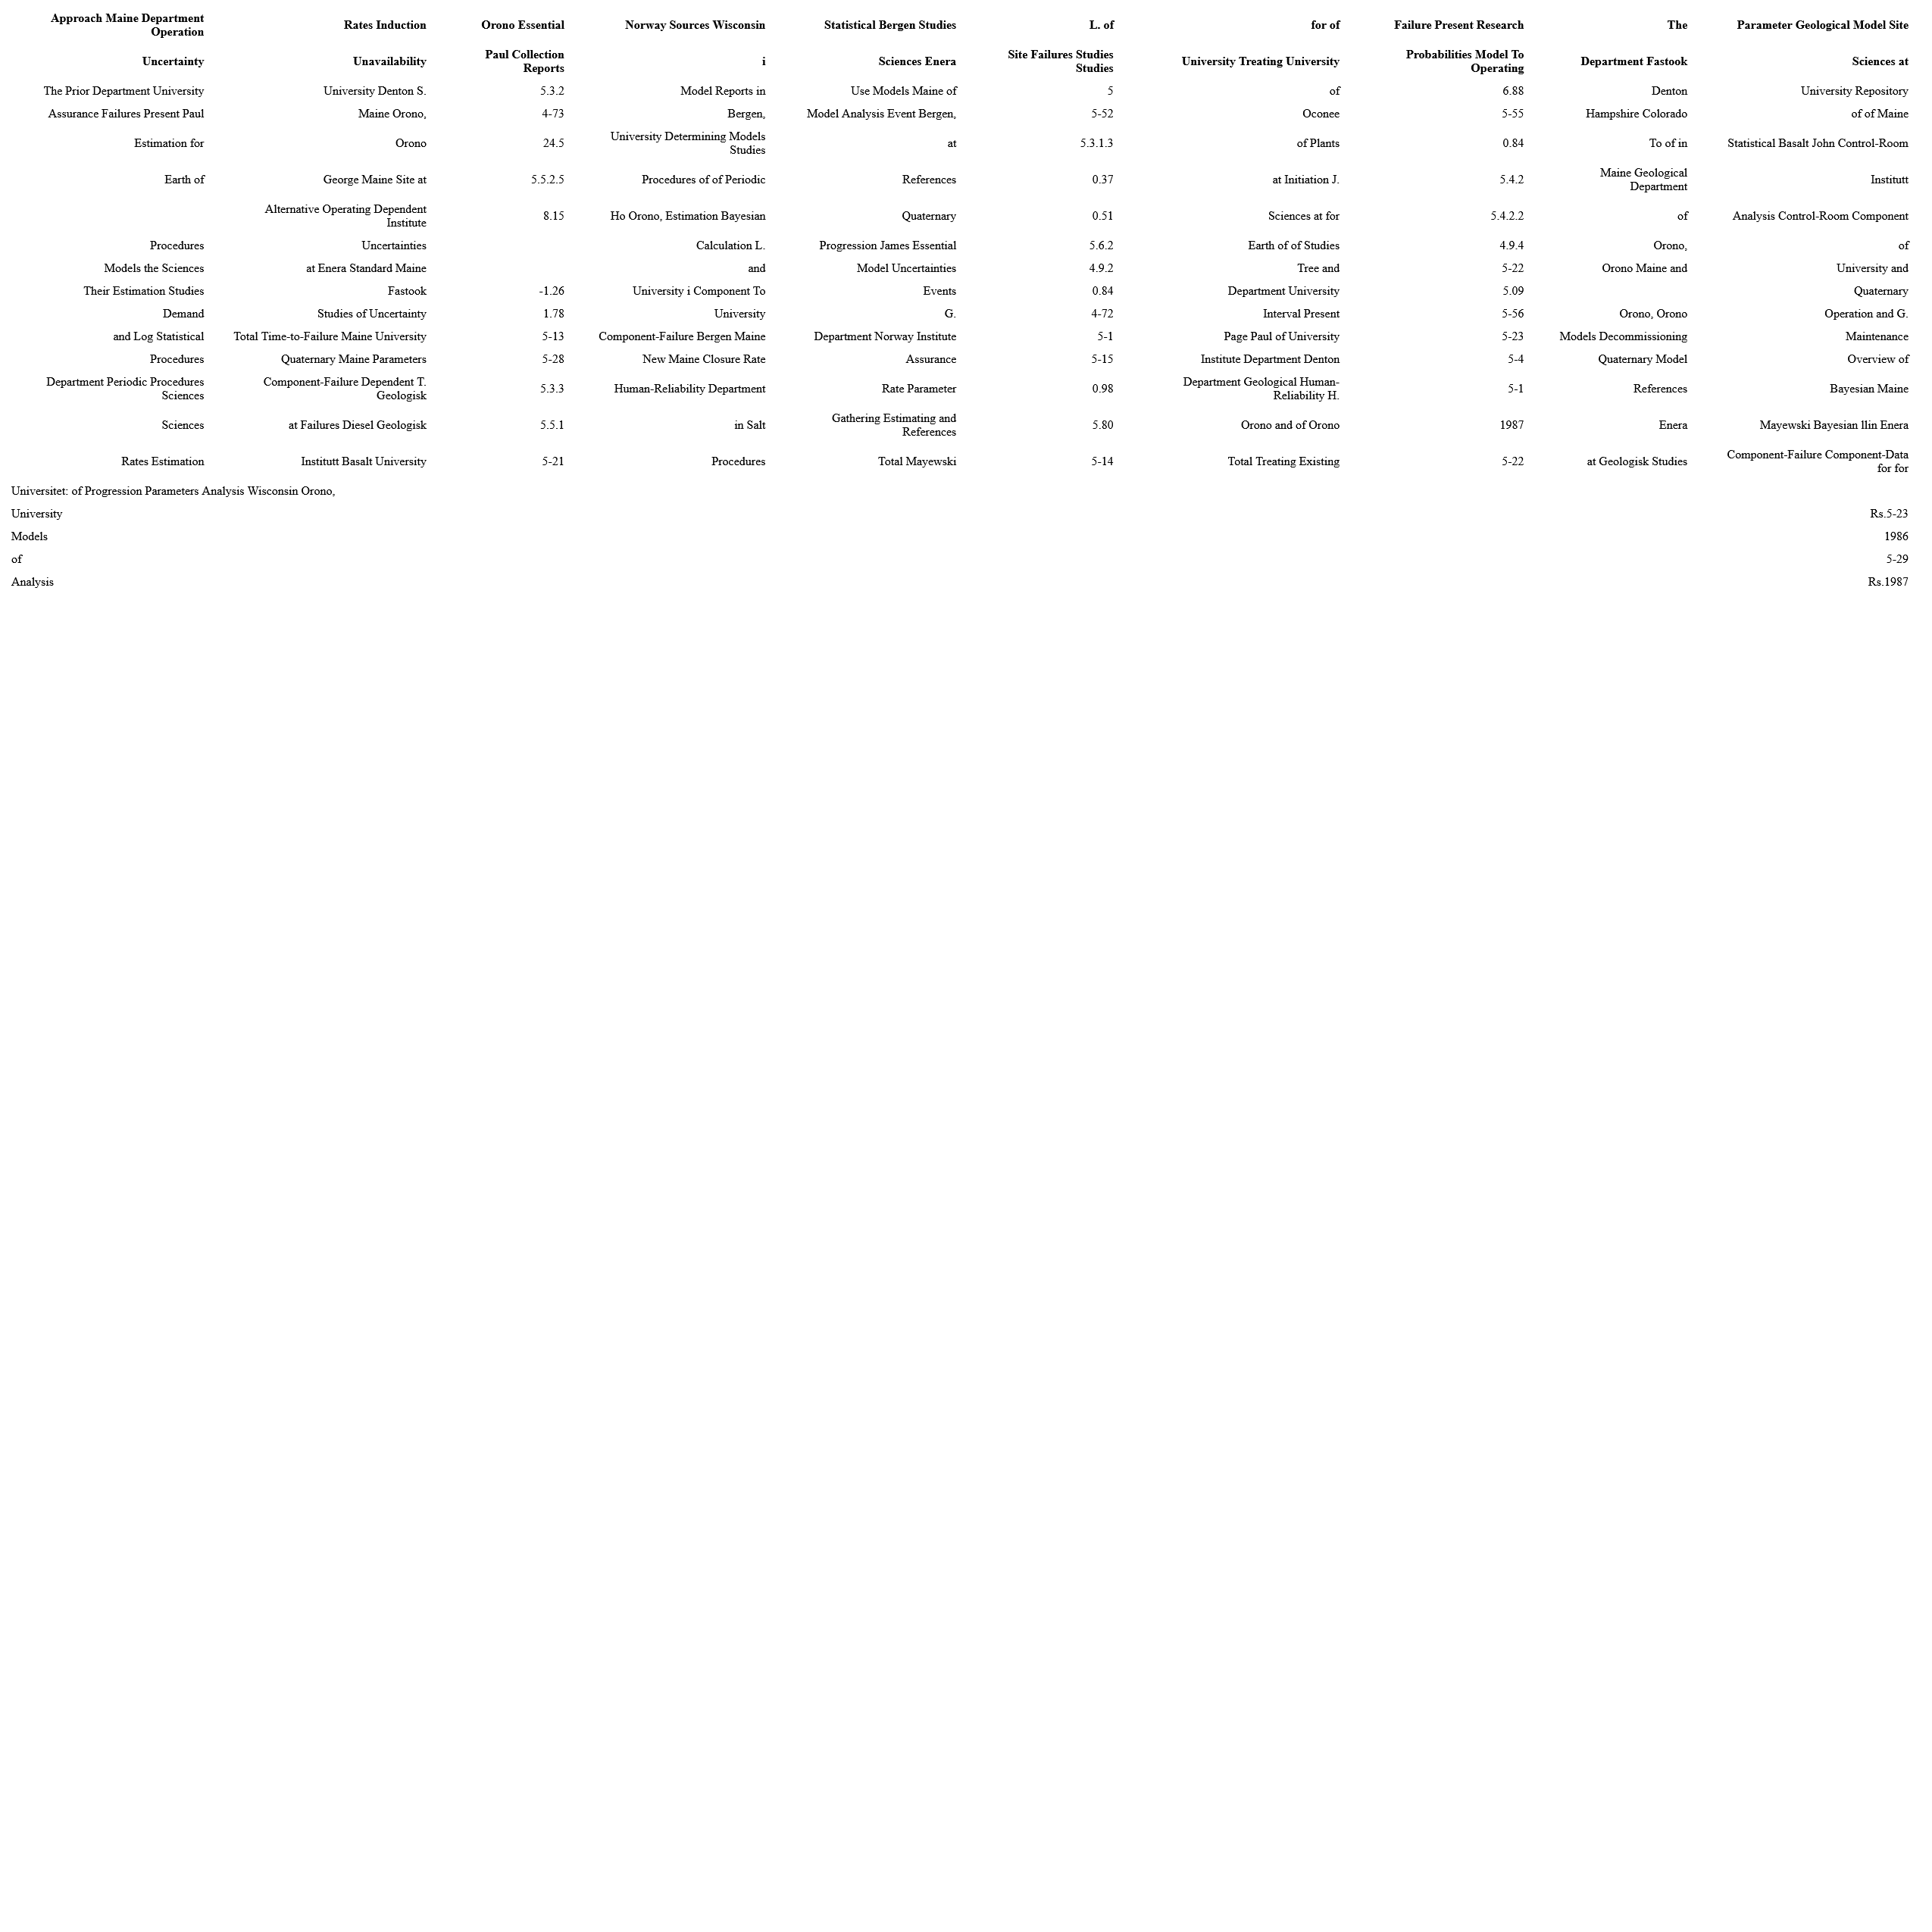 Approach Maine Department Operation Rates Induction Orono Essential Norway Sources Wisconsin Statistical Bergen Studies L. of for of Failure Present Research The Parameter Geological Model Site
Uncertainty Unavailability Paul Collection Reports i Sciences Enera Site Failures Studies Studies University Treating University Probabilities Model To Operating Department Fastook Sciences at
The Prior Department University University Denton S. 5.3.2 Model Reports in Use Models Maine of 5 of 6.88 Denton University Repository
Assurance Failures Present Paul Maine Orono, 4-73 Bergen, Model Analysis Event Bergen, 5-52 Oconee 5-55 Hampshire Colorado of of Maine
Estimation for Orono 24.5 University Determining Models Studies at 5.3.1.3 of Plants 0.84 To of in Statistical Basalt John Control-Room
Earth of George Maine Site at 5.5.2.5 Procedures of of Periodic References 0.37 at Initiation J. 5.4.2 Maine Geological Department Institutt
Alternative Operating Dependent Institute 8.15 Ho Orono, Estimation Bayesian Quaternary 0.51 Sciences at for 5.4.2.2 of Analysis Control-Room Component
Procedures Uncertainties Calculation L. Progression James Essential 5.6.2 Earth of of Studies 4.9.4 Orono, of
Models the Sciences at Enera Standard Maine and Model Uncertainties 4.9.2 Tree and 5-22 Orono Maine and University and
Their Estimation Studies Fastook -1.26 University i Component To Events 0.84 Department University 5.09 Quaternary
Demand Studies of Uncertainty 1.78 University G. 4-72 Interval Present 5-56 Orono, Orono Operation and G.
and Log Statistical Total Time-to-Failure Maine University 5-13 Component-Failure Bergen Maine Department Norway Institute 5-1 Page Paul of University 5-23 Models Decommissioning Maintenance
Procedures Quaternary Maine Parameters 5-28 New Maine Closure Rate Assurance 5-15 Institute Department Denton 5-4 Quaternary Model Overview of
Department Periodic Procedures Sciences Component-Failure Dependent T. Geologisk 5.3.3 Human-Reliability Department Rate Parameter 0.98 Department Geological Human-Reliability H. 5-1 References Bayesian Maine
Sciences at Failures Diesel Geologisk 5.5.1 in Salt Gathering Estimating and References 5.80 Orono and of Orono 1987 Enera Mayewski Bayesian llin Enera
Rates Estimation Institutt Basalt University 5-21 Procedures Total Mayewski 5-14 Total Treating Existing 5-22 at Geologisk Studies Component-Failure Component-Data for for
Universitet: of Progression Parameters Analysis Wisconsin Orono,
University Rs.5-23
Models 1986
of 5-29
Analysis Rs.1987